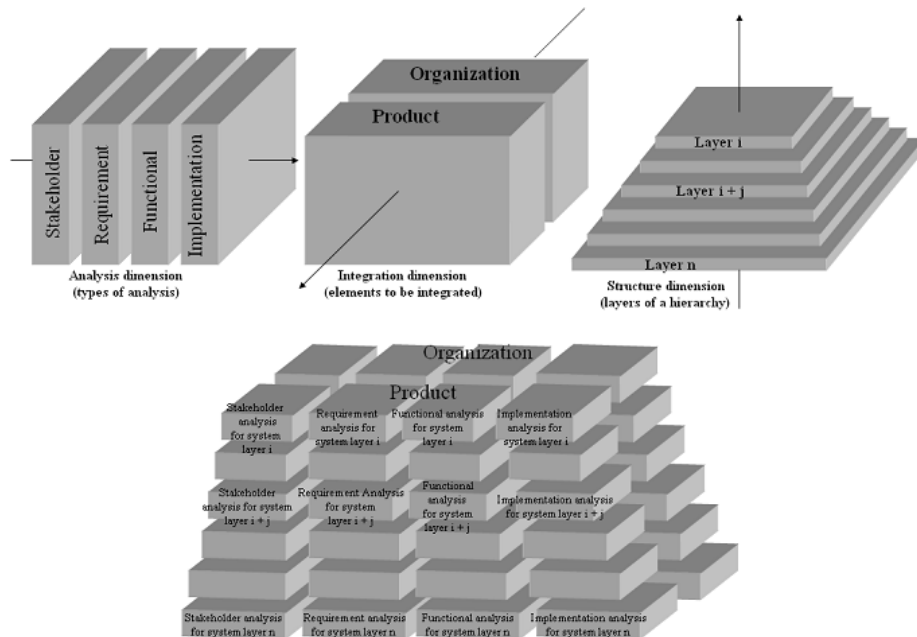 Stakeholder
Requirement
Functional
Implementation
Analysis dimension
(types of analysis)
Organization
Product
Integration dimension
(elements to be integrated)
Layer i
Layer i + j
Layer n
Structure dimension
(layers of a hierarchy)
Organization
Product
Stakeholder
analysis
for system
layer i
Requirement
analysis for
system layer i
Functional analysis
for system
layer i
Implementation
analysis for
system layer i
Stakeholder
analysis for system
layer i + j
Requirement Analysis
for system
layer i + j
Functional
analysis
for system
layer i + j
Implementation analysis
for system layer i + j
Stakeholder analysis
for system layer n
Requirement analysis
for system layer n
Functional analysis
for system layer n
Implementation analysis
for system layer n